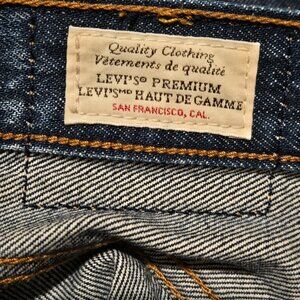 Quality Clothing
Vêtements de qualité
LEVI'S® PREMIUM
LEVI'S MD HAUT DE GAMME
SAN FRANCISCO, CAL.